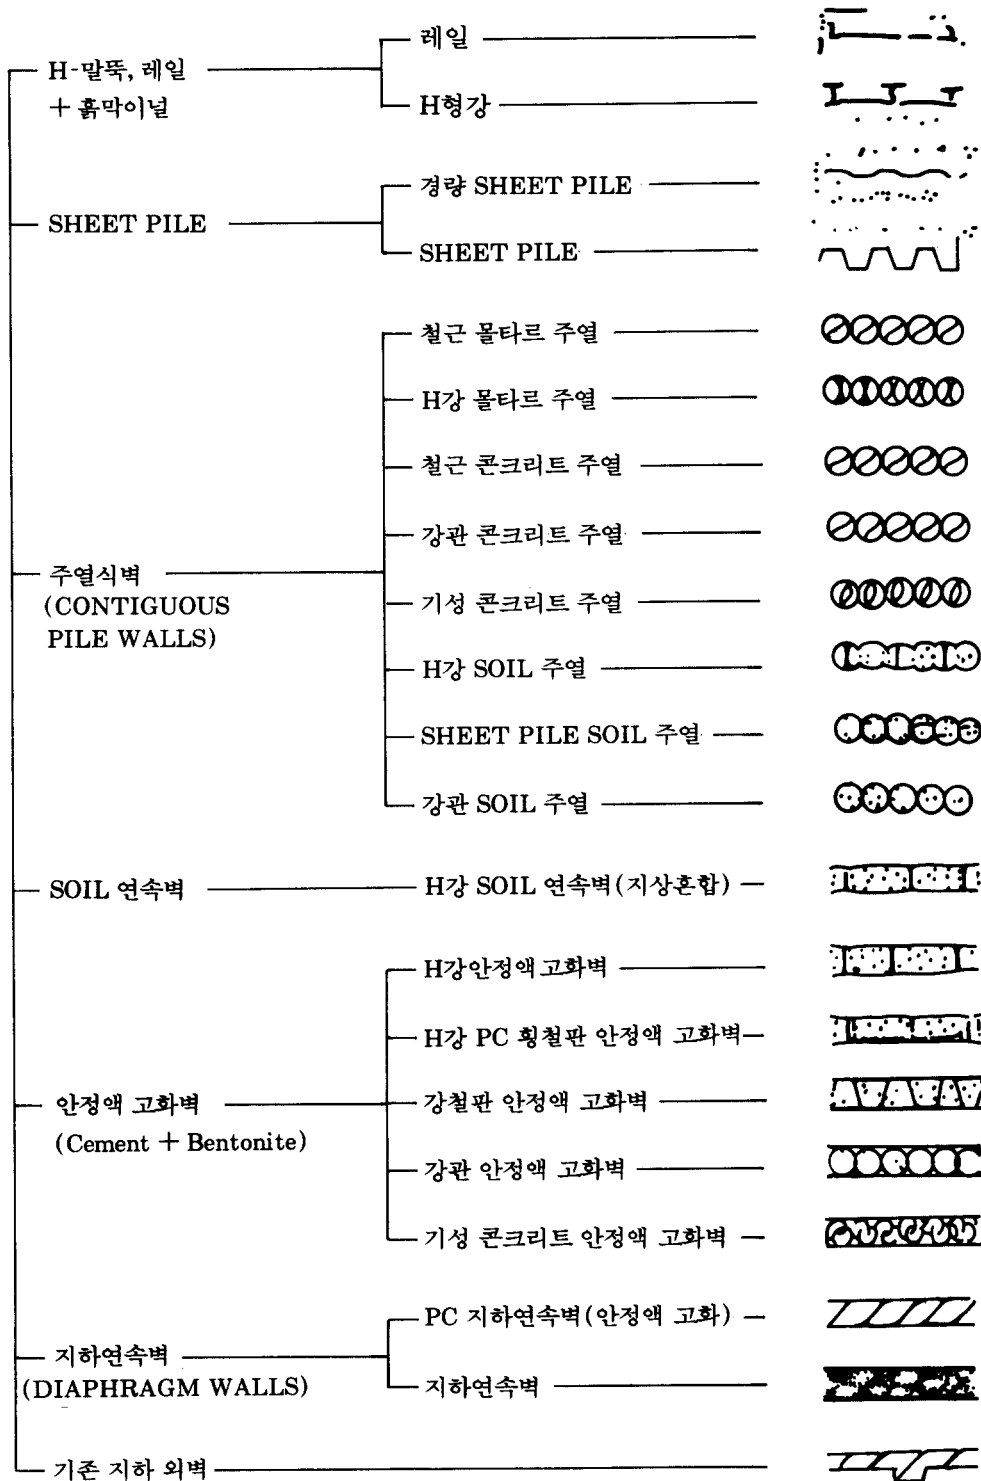 레일
H-말뚝, 레일
+ 흙막이널
H형강
경량 SHEET PILE
SHEET PILE
SHEET PILE
철근 몰타르 주열
H강 몰타르 주열
철근 콘크리트 주열
강관 콘크리트 주열
주열식벽
(CONTIGUOUS
PILE WALLS)
기성 콘크리트 주열
H강 SOIL 주열
SHEET PILE SOIL 주열
강관 SOIL 주열
SOIL 연속벽
H강 SOIL 연속벽(지상혼합)
H강안정액고화벽
H강 PC 횡철판 안정액 고화벽
안정액 고화벽
(Cement + Bentonite)
강철판 안정액 고화벽
강관 안정액 고화벽
기성 콘크리트 안정액 고화벽
PC 지하연속벽(안정액 고화)
지하연속벽
(DIAPHRAGM WALLS)
지하연속벽
기존 지하 외벽